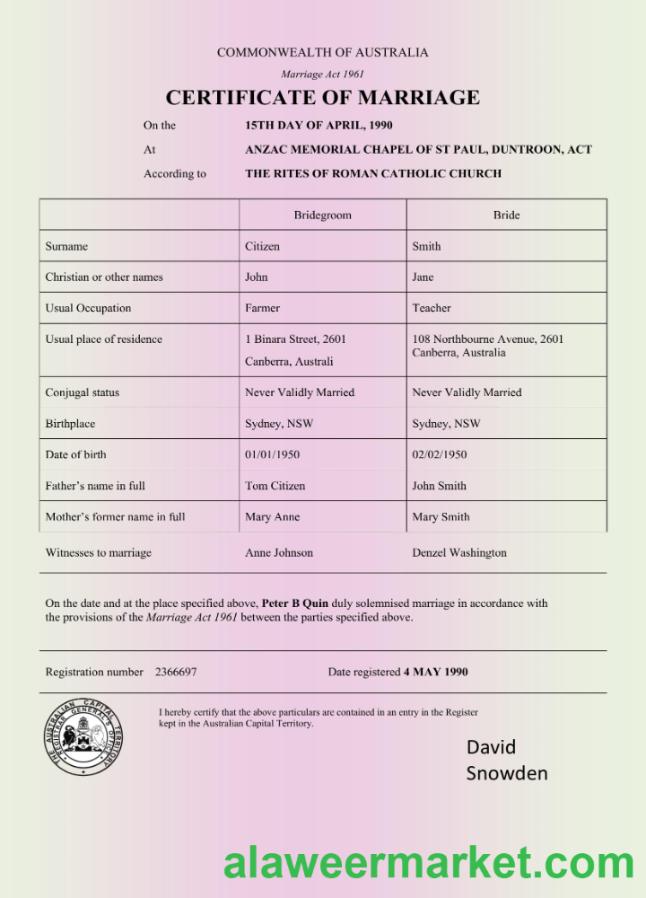 COMMONWEALTH OF AUSTRALIA
Marriage Act 1961
CERTIFICATE OF MARRIAGE
On the 15TH DAY OF APRIL, 1990
At ANZAC MEMORIAL CHAPEL OF ST PAUL, DUNTROON, ACT
According to THE RITES OF ROMAN CATHOLIC CHURCH
Bridegroom Bride
Surname Citizen Smith
Christian or other names John Jane
Usual Occupation Farmer Teacher
Usual place of residence 1 Binara Street, 2601 108 Northbourne Avenue, 2601
Canberra, Australi Canberra, Australia
Conjugal status Never Validly Married Never Validly Married
Birthplace Sydney, NSW Sydney, NSW
Date of birth 01/01/1950 02/02/1950
Father's name in full Tom Citizen John Smith
Mother's former name in full Mary Anne Mary Smith
Witnesses to marriage Anne Johnson Denzel Washington
On the date and at the place specified above, Peter B Quin duly solemnised marriage in accordance with
the provisions of the Marriage Act 1961 between the parties specified above.
Registration number 2366697 Date registered 4 MAY 1990
AUSTRALIAN CAPITAL TERRITORY
THE REGISTRAR GENERAL'S OFFICE
I hereby certify that the above particulars are contained in an entry in the Register
kept in the Australian Capital Territory.
David
Snowden
alaweermarket.com